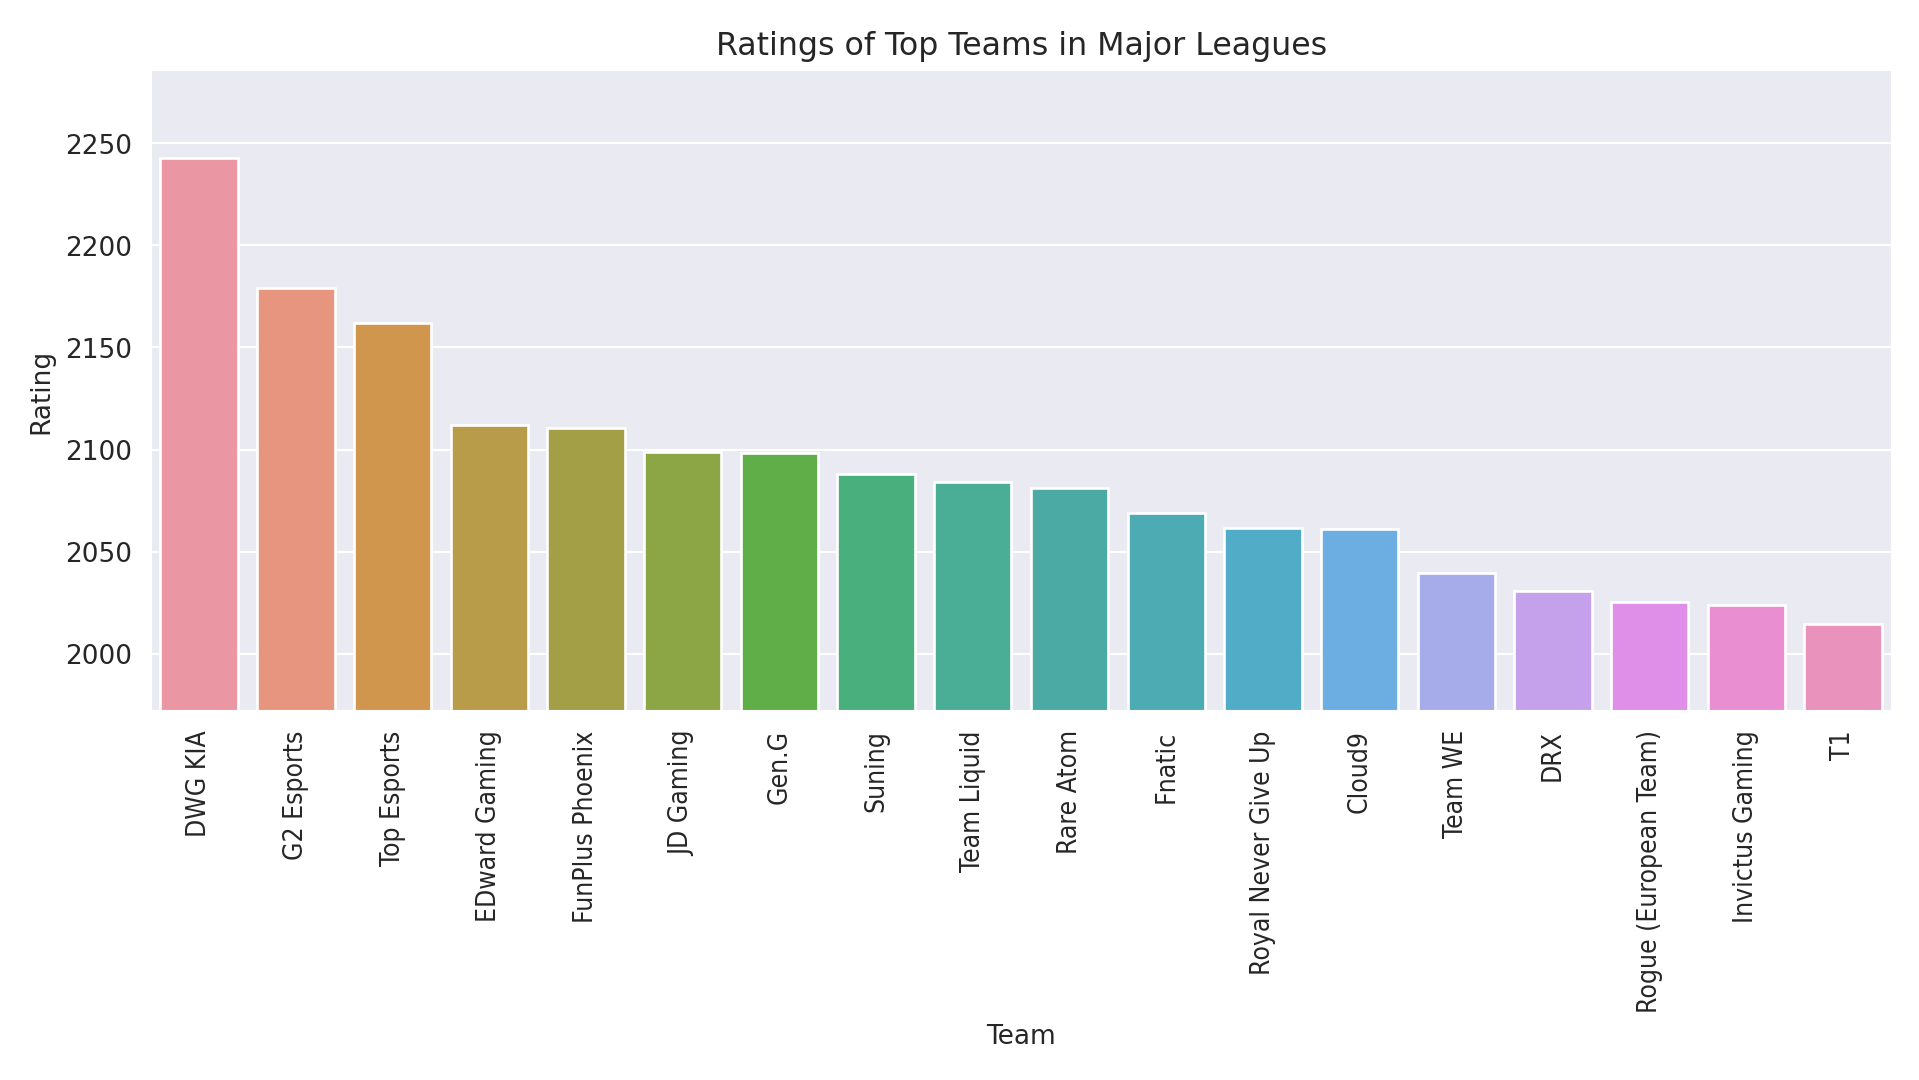 Ratings of Top Teams in Major Leagues
Rating
2250
2200
2150
2100
2050
2000
DWG KIA
G2 Esports
Top Esports
EDward Gaming
FunPlus Phoenix
JD Gaming
Gen.G
Suning
Team Liquid
Rare Atom
Fnatic
Royal Never Give Up
Cloud9
Team WE
DRX
Rogue (European Team)
Invictus Gaming
T1
Team